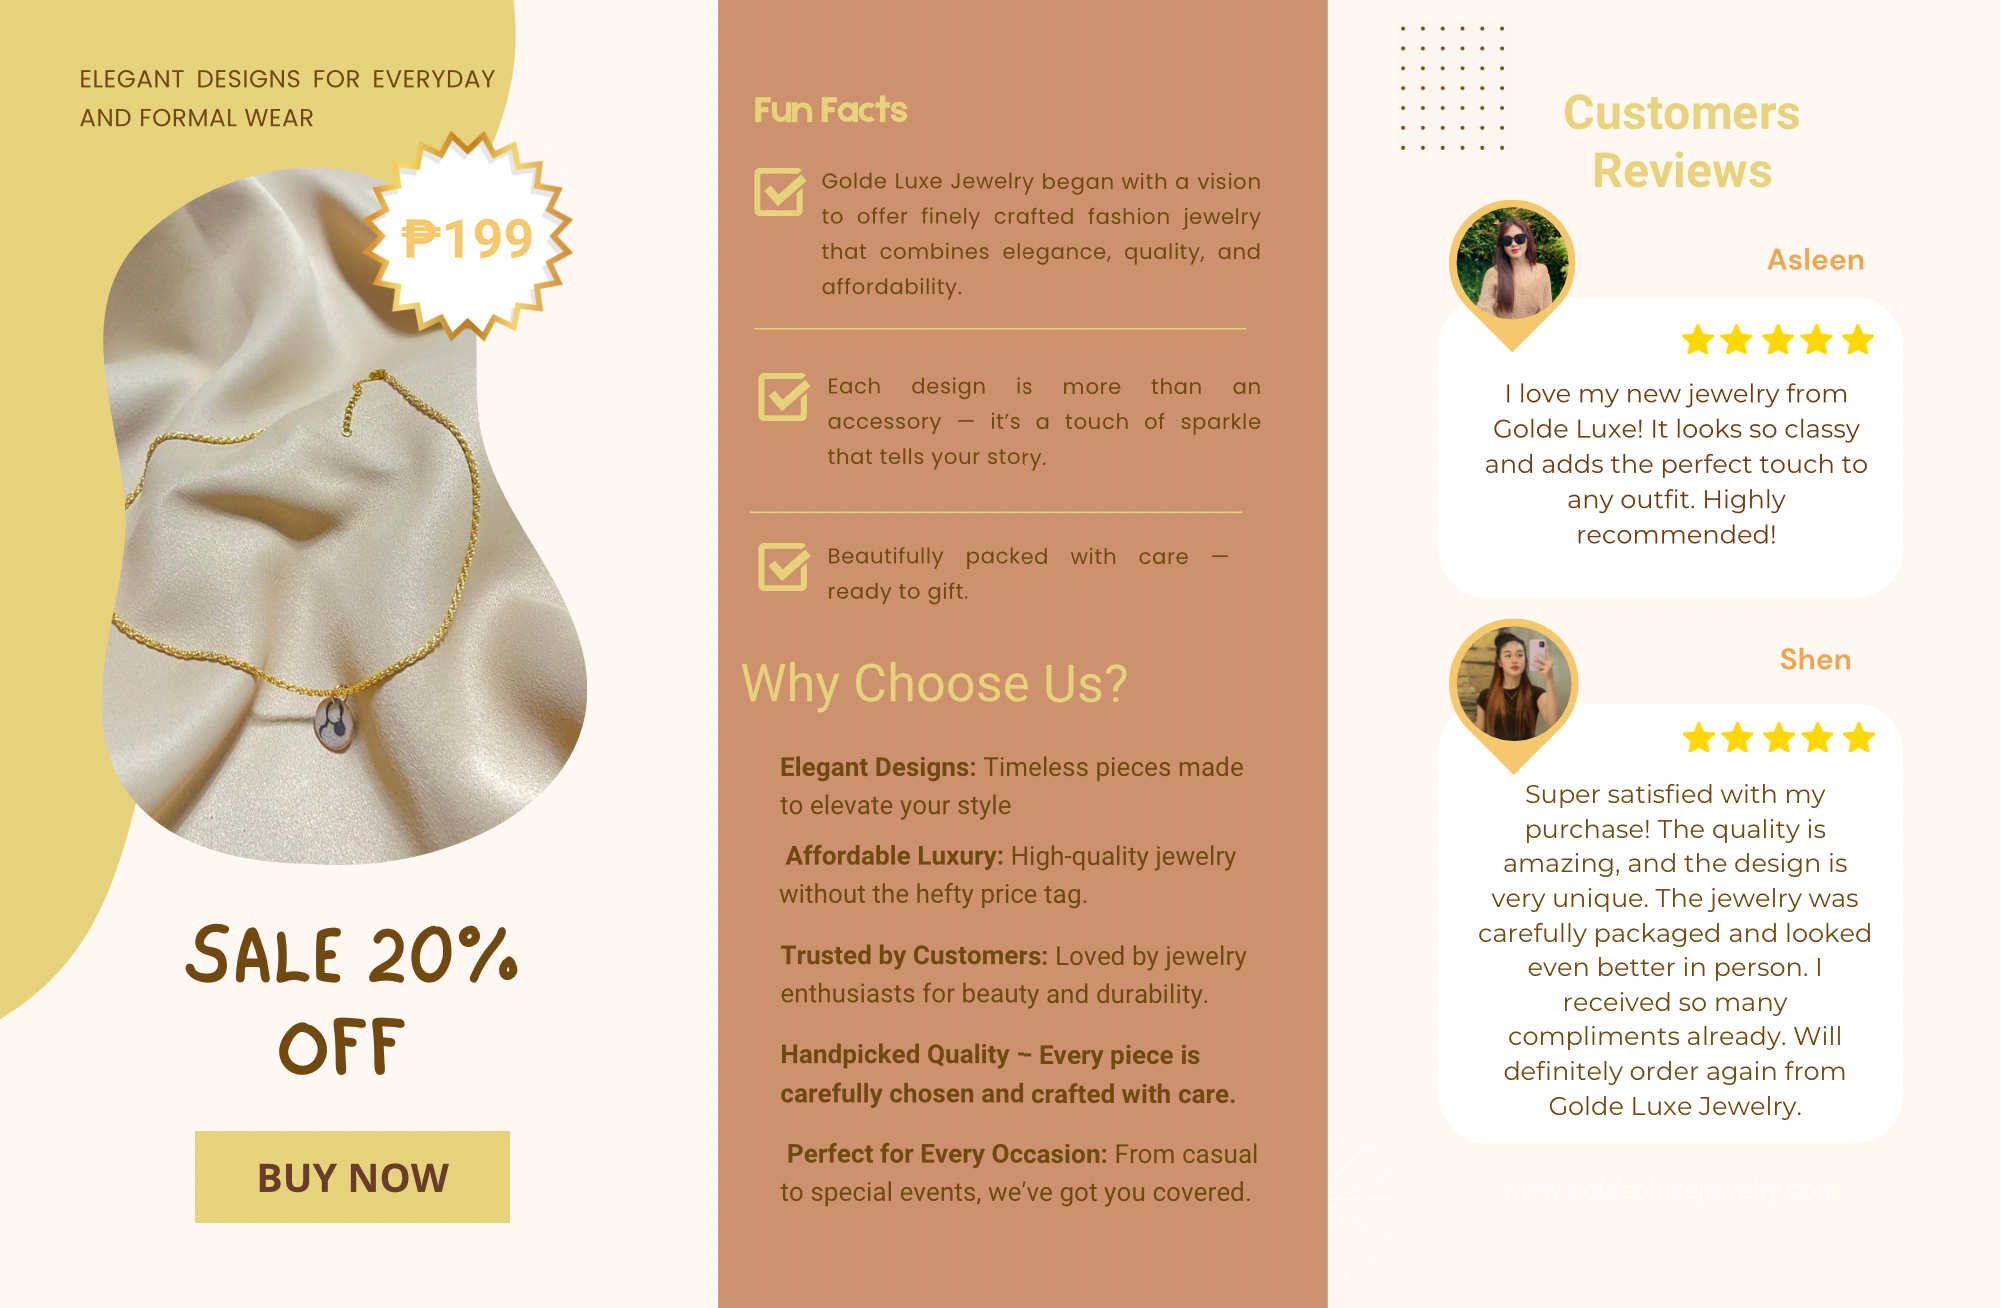 ELEGANT DESIGNS FOR EVERYDAY
AND FORMAL WEAR
₱199
SALE 20%
OFF
BUY NOW
Fun Facts
Golde Luxe Jewelry began with a vision
to offer finely crafted fashion jewelry
that combines elegance, quality, and
affordability.
Each design is more than an
accessory — it's a touch of sparkle
that tells your story.
Beautifully packed with care —
ready to gift.
Why Choose Us?
Elegant Designs: Timeless pieces made
to elevate your style
Affordable Luxury: High-quality jewelry
without the hefty price tag.
Trusted by Customers: Loved by jewelry
enthusiasts for beauty and durability.
Handpicked Quality – Every piece is
carefully chosen and crafted with care.
Perfect for Every Occasion: From casual
to special events, we've got you covered.
Customers
Reviews
Asleen
I love my new jewelry from
Golde Luxe! It looks so classy
and adds the perfect touch to
any outfit. Highly
recommended!
Shen
Super satisfied with my
purchase! The quality is
amazing, and the design is
very unique. The jewelry was
carefully packaged and looked
even better in person. I
received so many
compliments already. Will
definitely order again from
Golde Luxe Jewelry.